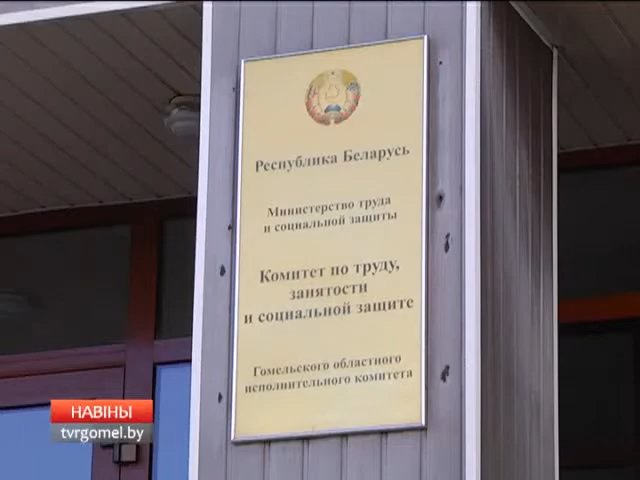 Республика Беларусь
Министерство труда
и социальной защиты
Комитет по труду,
занятости
и социальной защите
Гомельского областного
исполнительного комитета
НАВІНЫ
tvrgomel.by